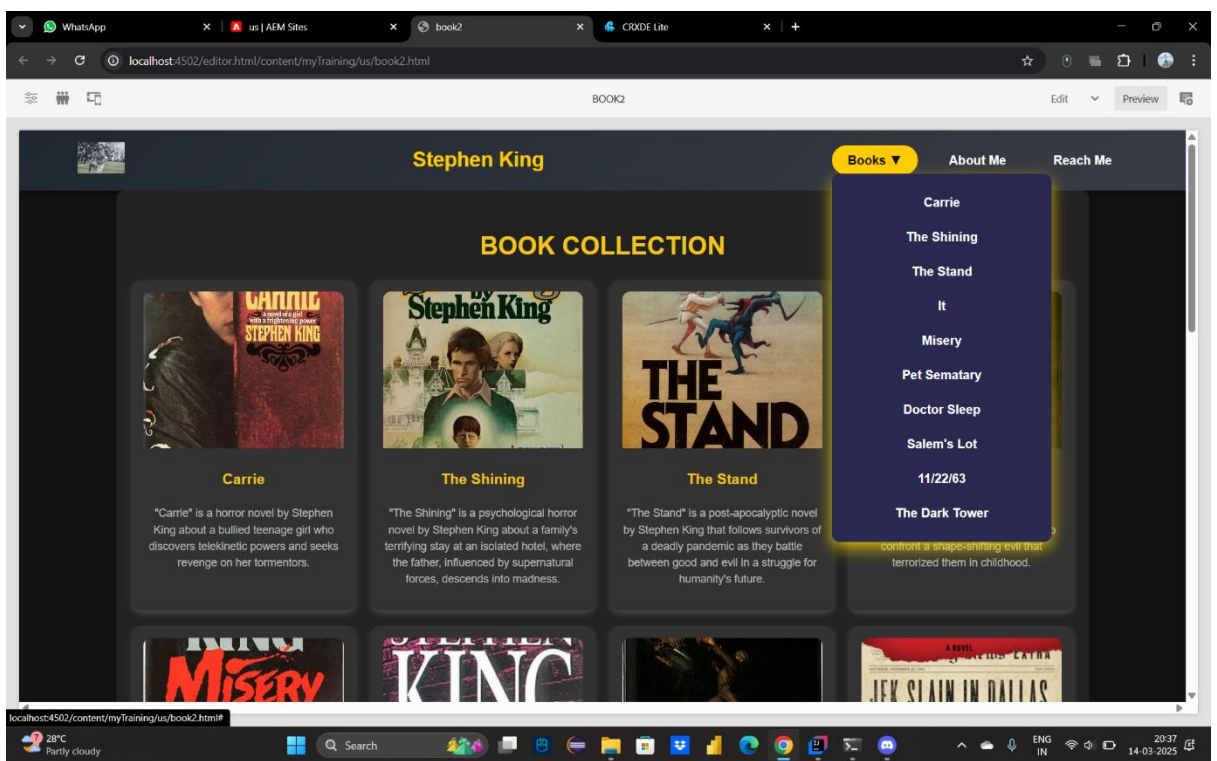 WhatsApp
us | AEM Sites
book2
CRXDE Lite
localhost:4502/editor.html/content/myTraining/us/book2.html
BOOK2
Edit
Preview
Stephen King
Books ▼
About Me
Reach Me
Carrie
The Shining
The Stand
It
Misery
Pet Sematary
Doctor Sleep
Salem's Lot
11/22/63
The Dark Tower
BOOK COLLECTION
CARRIE
a novel of a girl
with a frightening power
STEPHEN KING
by
Stephen King
THE
STAND
Carrie
"Carrie" is a horror novel by Stephen
King about a bullied teenage girl who
discovers telekinetic powers and seeks
revenge on her tormentors.
The Shining
"The Shining" is a psychological horror
novel by Stephen King about a family's
terrifying stay at an isolated hotel, where
the father, influenced by supernatural
forces, descends into madness.
The Stand
"The Stand" is a post-apocalyptic novel
by Stephen King that follows survivors of
a deadly pandemic as they battle
between good and evil in a struggle for
humanity's future.
confront a shape-shifting evil that
terrorized them in childhood.
KING
MISERY
STEPHEN
KING
A NOVEL
EXTRA
JFK SLAIN IN DALLAS
localhost:4502/content/myTraining/us/book2.html#
7
28°C
Partly cloudy
Search
ENG
IN
20:37
14-03-2025